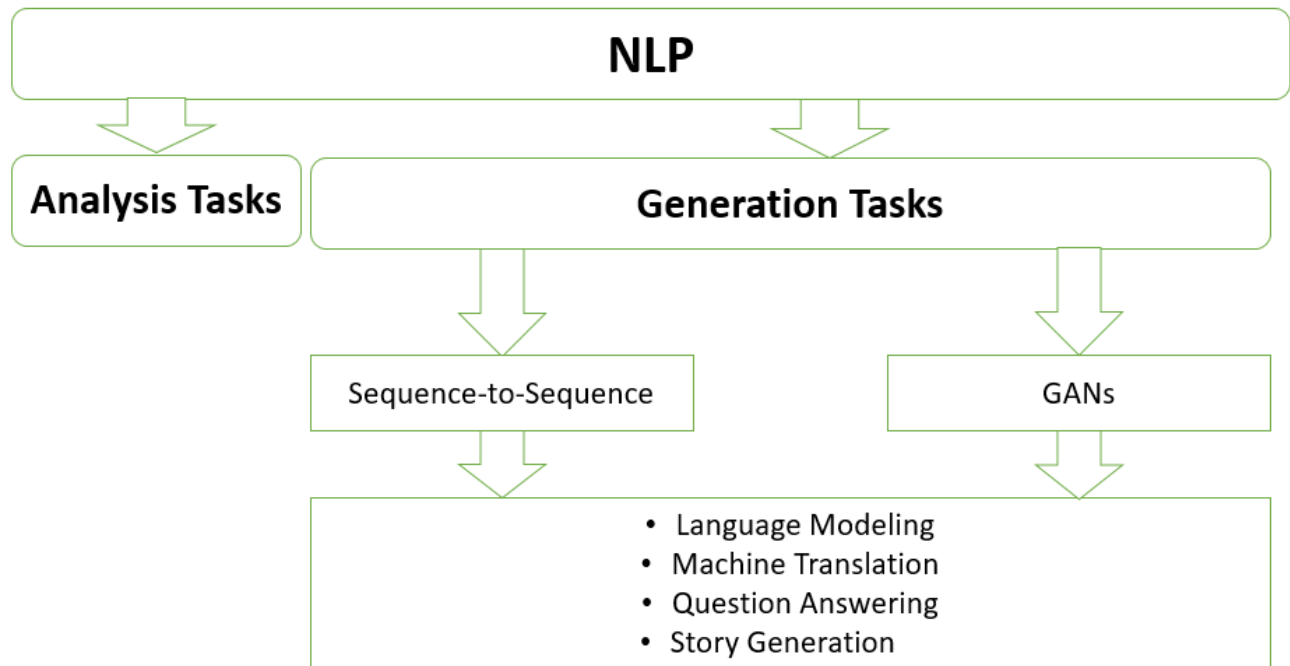 NLP
Analysis Tasks
Generation Tasks
Sequence-to-Sequence
GANs
• Language Modeling
• Machine Translation
• Question Answering
• Story Generation